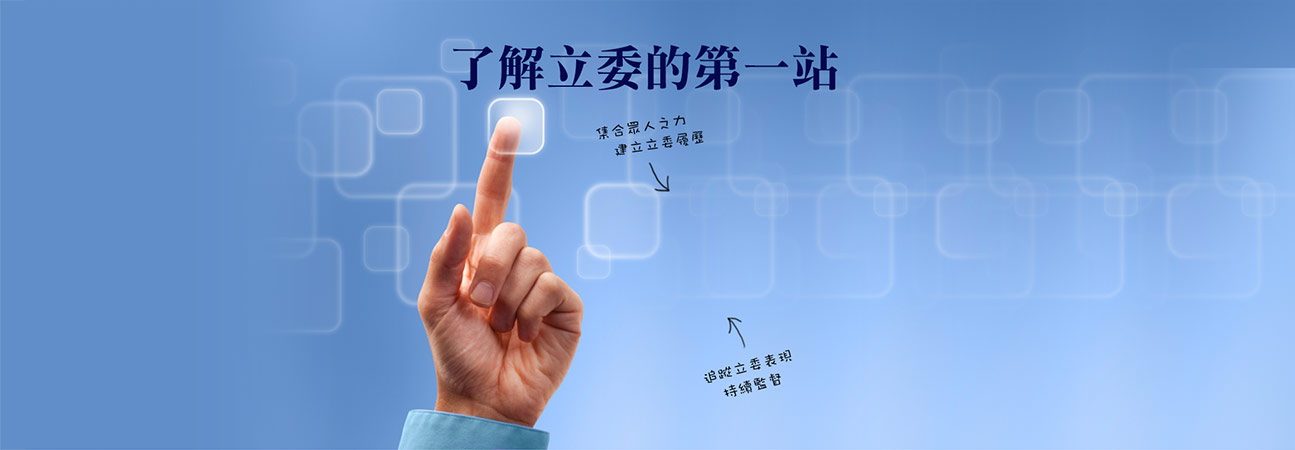 了解立委的第一站
集合眾人之力
建立立委履歷
追蹤立委表現
持續監督